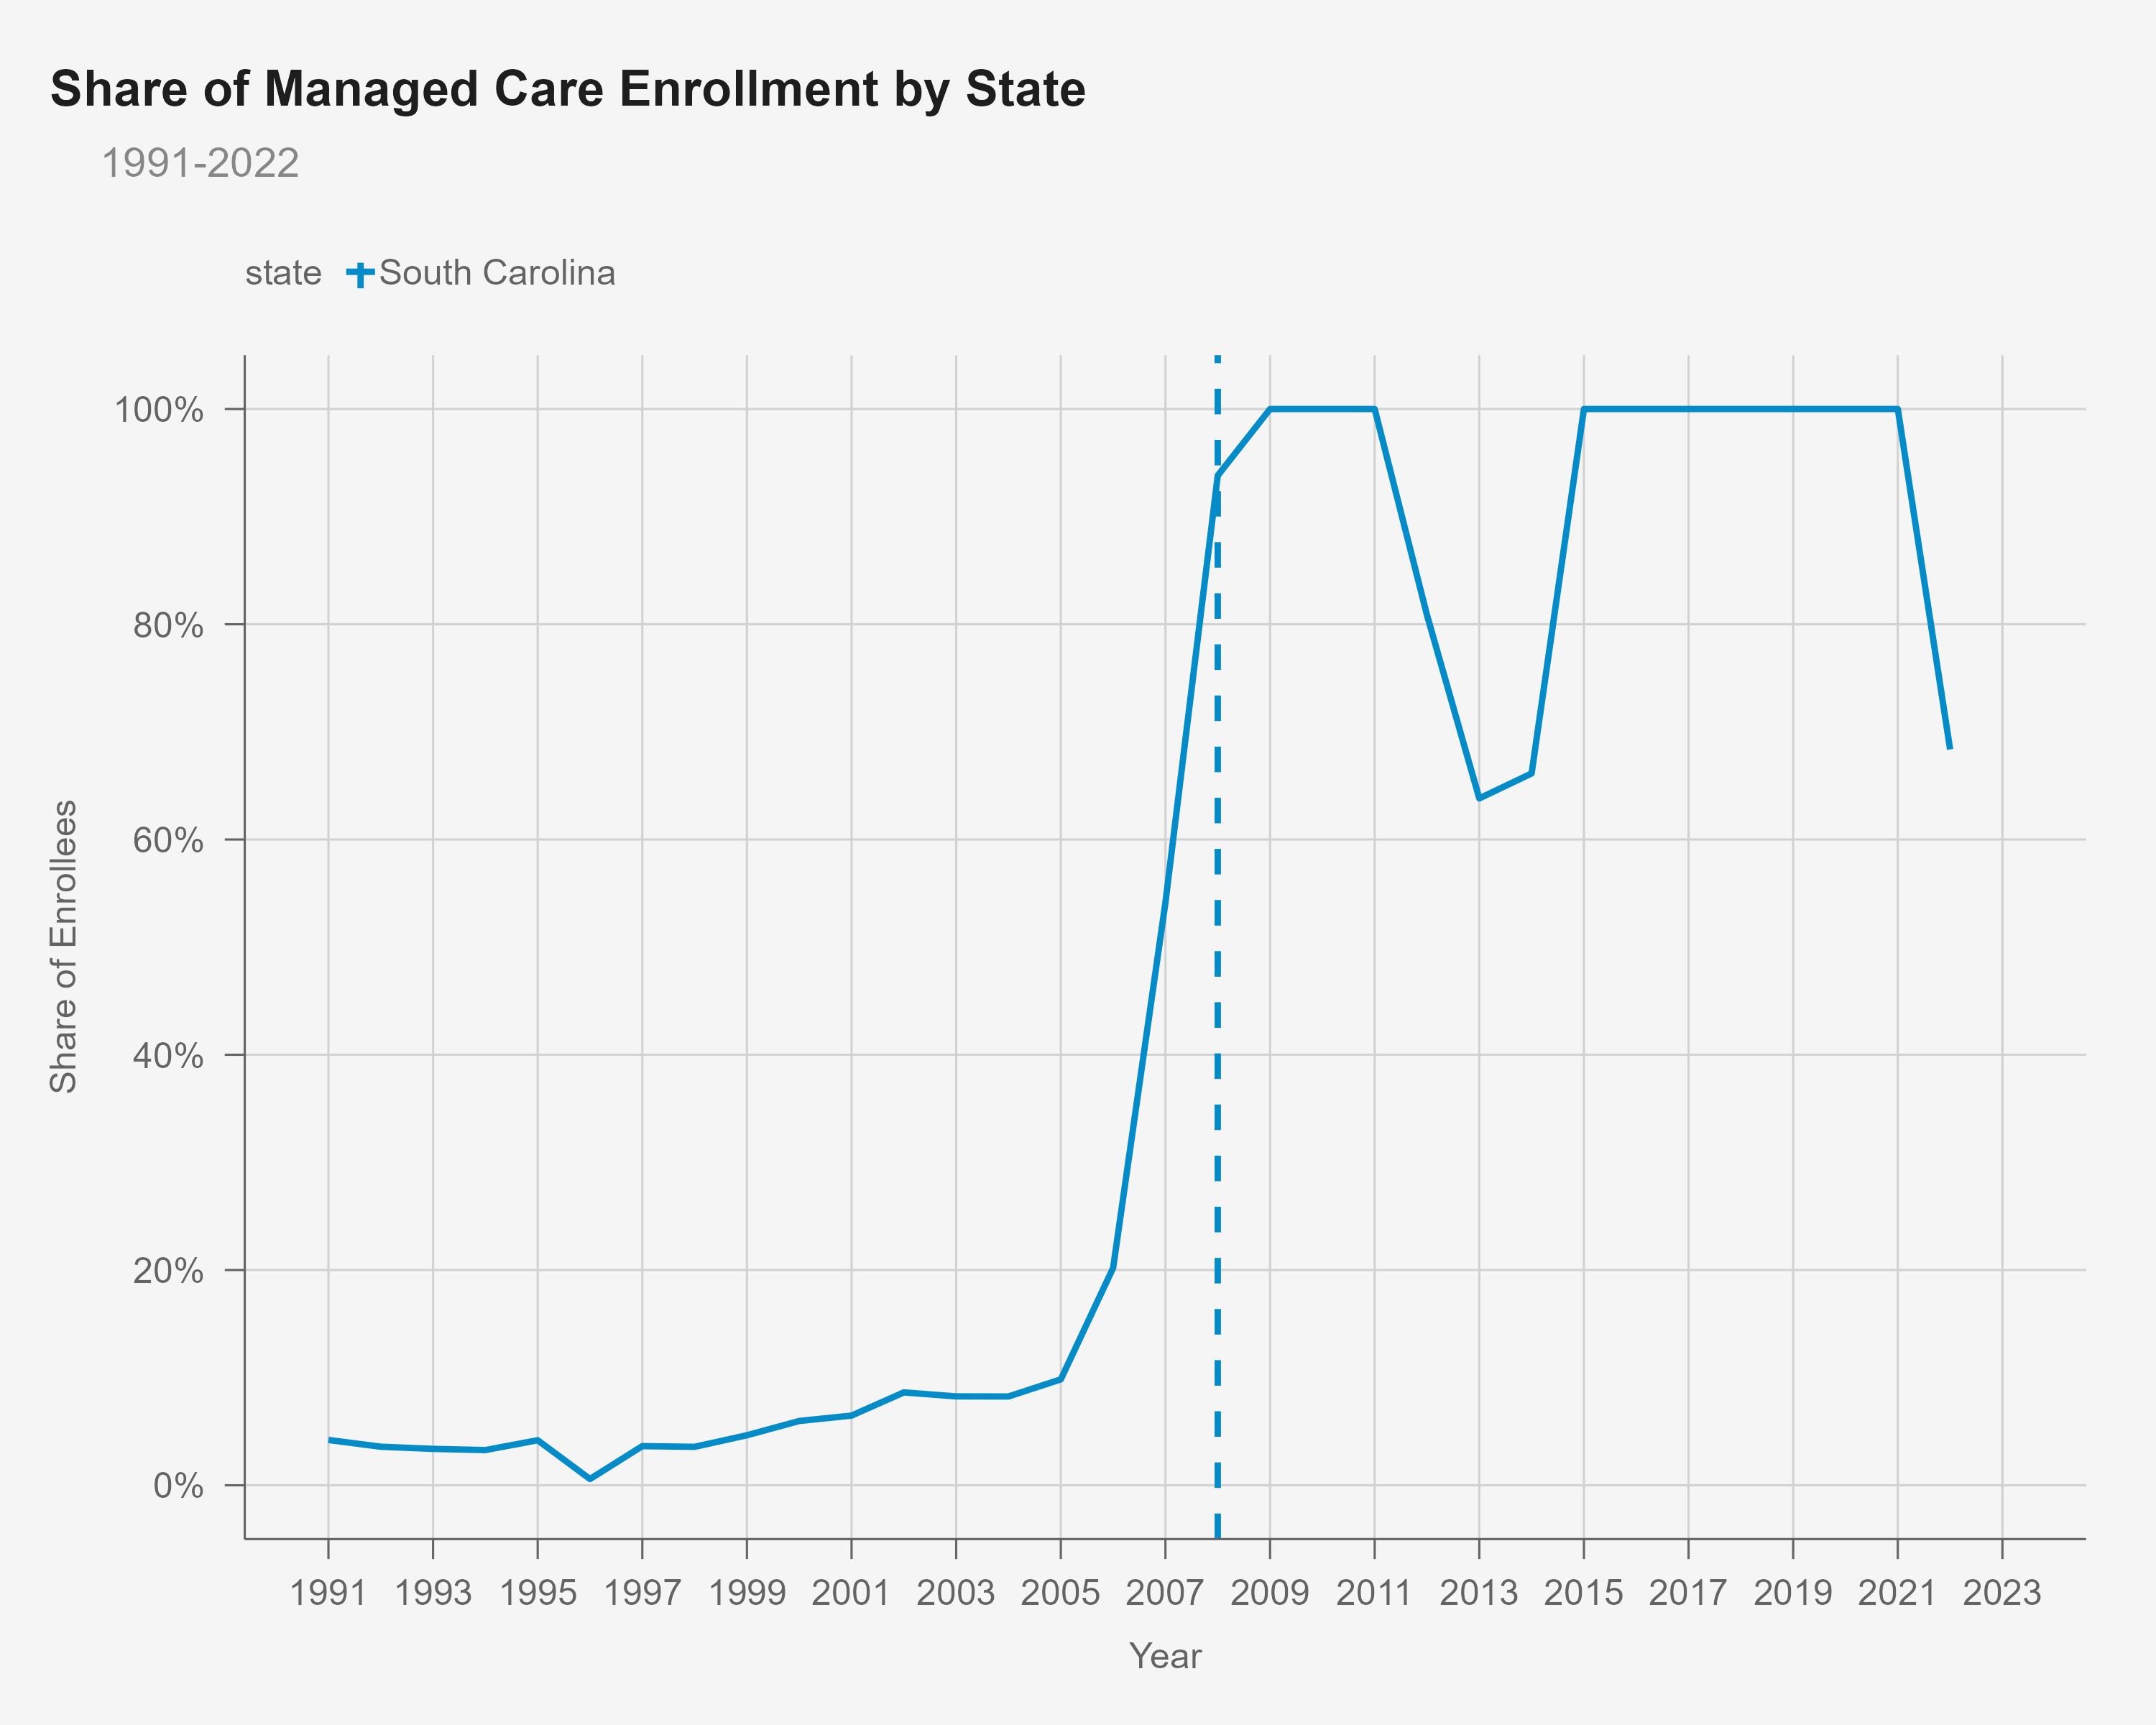 Share of Managed Care Enrollment by State
1991-2022
state South Carolina
100%
80%
60%
40%
20%
0%
Share of Enrollees
1991 1993 1995 1997 1999 2001 2003 2005 2007 2009 2011 2013 2015 2017 2019 2021 2023
Year